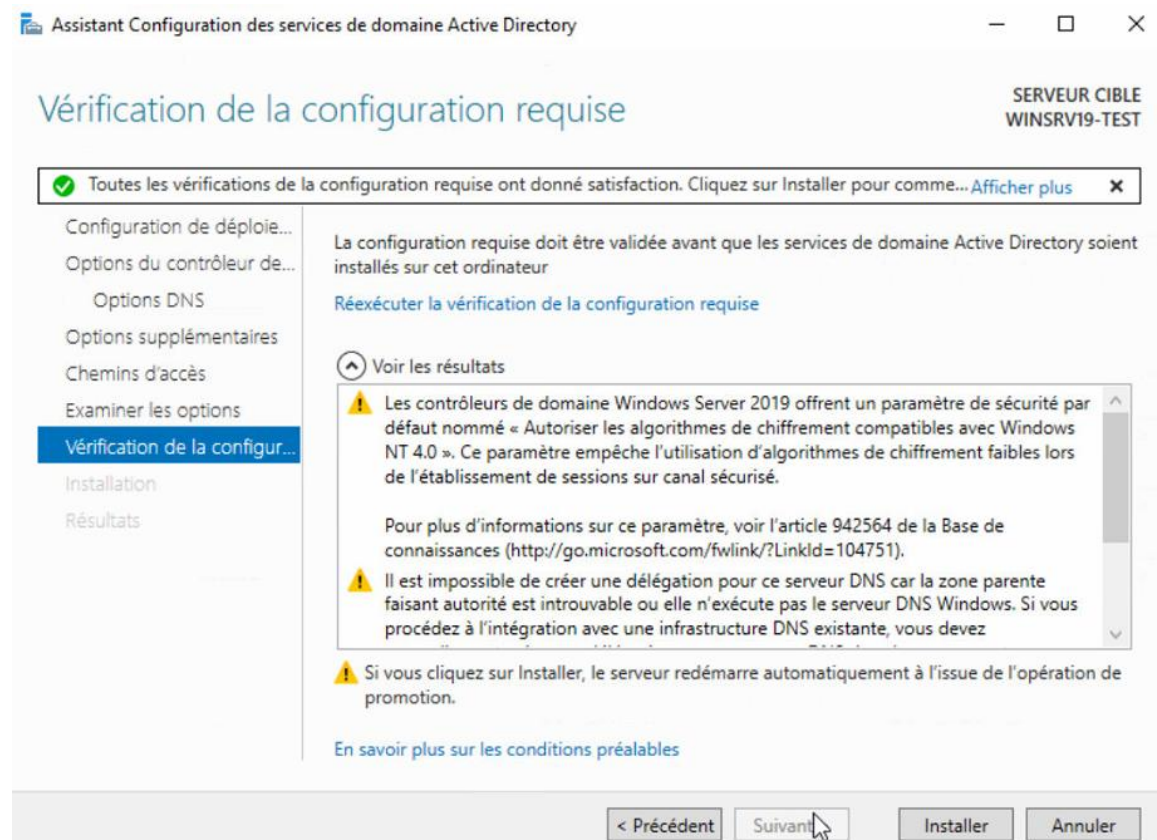 Assistant Configuration des services de domaine Active Directory
Vérification de la configuration requise
SERVEUR CIBLE
WINSRV19-TEST
Toutes les vérifications de la configuration requise ont donné satisfaction. Cliquez sur Installer pour comme... Afficher plus
Configuration de déploie...
Options du contrôleur de...
Options DNS
Options supplémentaires
Chemins d'accès
Examiner les options
Vérification de la configur...
Installation
Résultats
La configuration requise doit être validée avant que les services de domaine Active Directory soient
installés sur cet ordinateur
Réexécuter la vérification de la configuration requise
Voir les résultats
Les contrôleurs de domaine Windows Server 2019 offrent un paramètre de sécurité par
défaut nommé « Autoriser les algorithmes de chiffrement compatibles avec Windows
NT 4.0 ». Ce paramètre empêche l'utilisation d'algorithmes de chiffrement faibles lors
de l'établissement de sessions sur canal sécurisé.
Pour plus d'informations sur ce paramètre, voir l'article 942564 de la Base de
connaissances (http://go.microsoft.com/fwlink/?LinkId=104751).
Il est impossible de créer une délégation pour ce serveur DNS car la zone parente
faisant autorité est introuvable ou elle n'exécute pas le serveur DNS Windows. Si vous
procédez à l'intégration avec une infrastructure DNS existante, vous devez
Si vous cliquez sur Installer, le serveur redémarre automatiquement à l'issue de l'opération de
promotion.
En savoir plus sur les conditions préalables
< Précédent
Suivant
Installer
Annuler